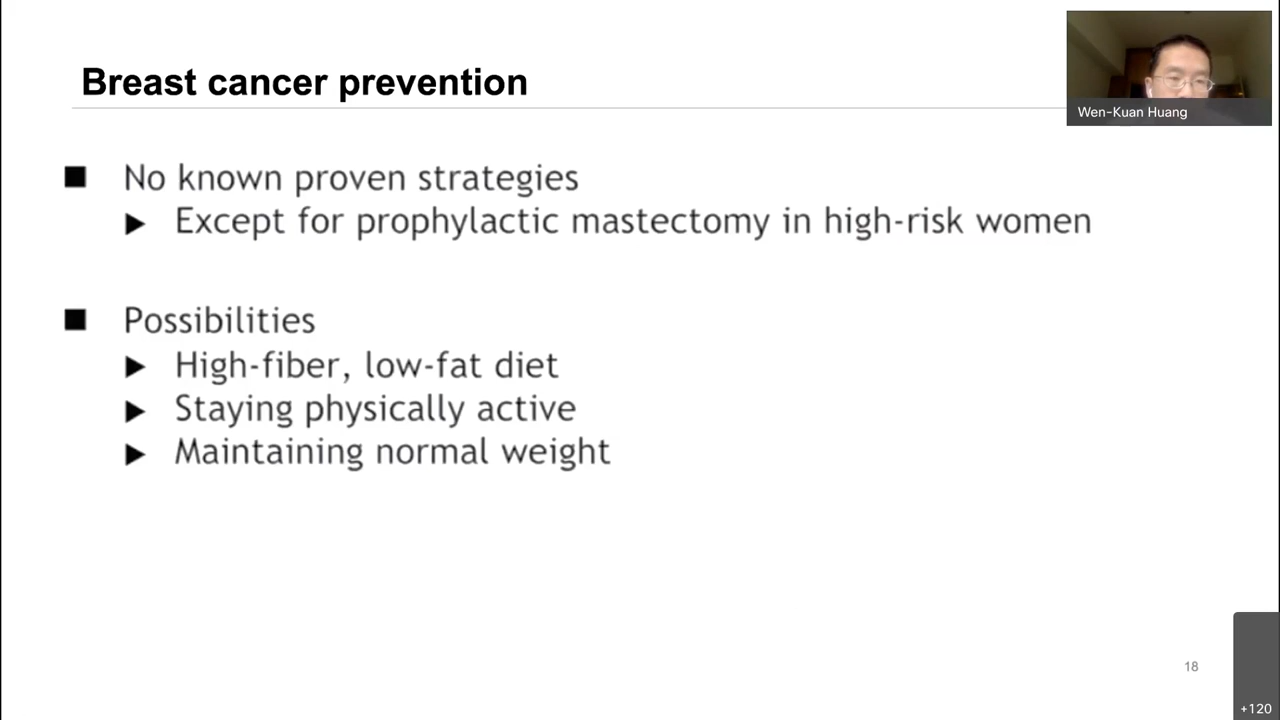 Breast cancer prevention
Wen-Kuan Huang
No known proven strategies
Except for prophylactic mastectomy in high-risk women
Possibilities
High-fiber, low-fat diet
Staying physically active
Maintaining normal weight
18
+120